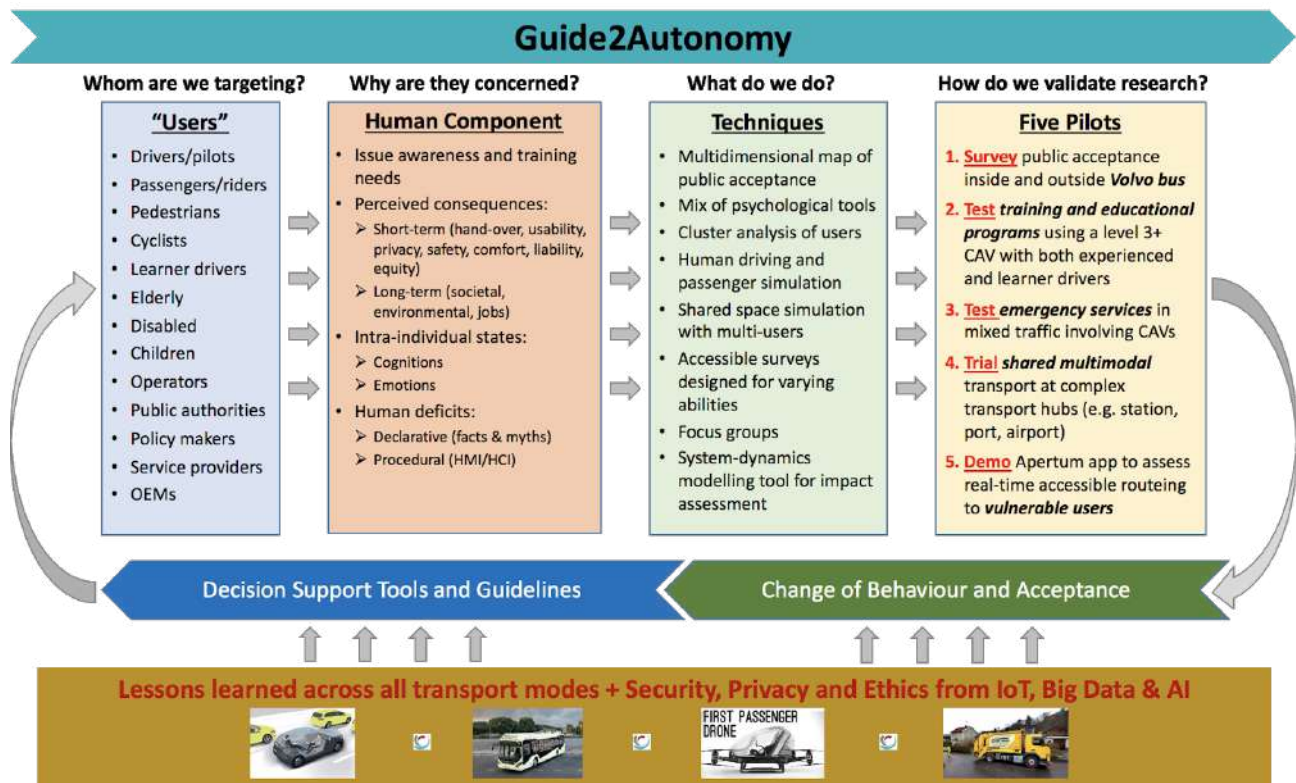 Guide2Autonomy
Whom are we targeting?
"Users"
• Drivers/pilots
• Passengers/riders
• Pedestrians
• Cyclists
• Learner drivers
• Elderly
• Disabled
• Children
• Operators
• Public authorities
• Policy makers
• Service providers
• OEMs
Why are they concerned?
Human Component
• Issue awareness and training
needs
• Perceived consequences:
➢ Short-term (hand-over, usability,
privacy, safety, comfort, liability,
equity)
➢ Long-term (societal,
environmental, jobs)
• Intra-individual states:
➢ Cognitions
➢ Emotions
• Human deficits:
➢ Declarative (facts & myths)
➢ Procedural (HMI/HCI)
What do we do?
Techniques
• Multidimensional map of
public acceptance
• Mix of psychological tools
• Cluster analysis of users
• Human driving and
passenger simulation
• Shared space simulation
with multi-users
• Accessible surveys
designed for varying
abilities
• Focus groups
• System-dynamics
modelling tool for impact
assessment
How do we validate research?
Five Pilots
1. Survey public acceptance
inside and outside Volvo bus
2. Test training and educational
programs using a level 3+
CAV with both experienced
and learner drivers
3. Test emergency services in
mixed traffic involving CAVs
4. Trial shared multimodal
transport at complex
transport hubs (e.g. station,
port, airport)
5. Demo Apertum app to assess
real-time accessible routeing
to vulnerable users
Decision Support Tools and Guidelines
Change of Behaviour and Acceptance
Lessons learned across all transport modes + Security, Privacy and Ethics from IoT, Big Data & AI
FIRST PASSENGER
DRONE